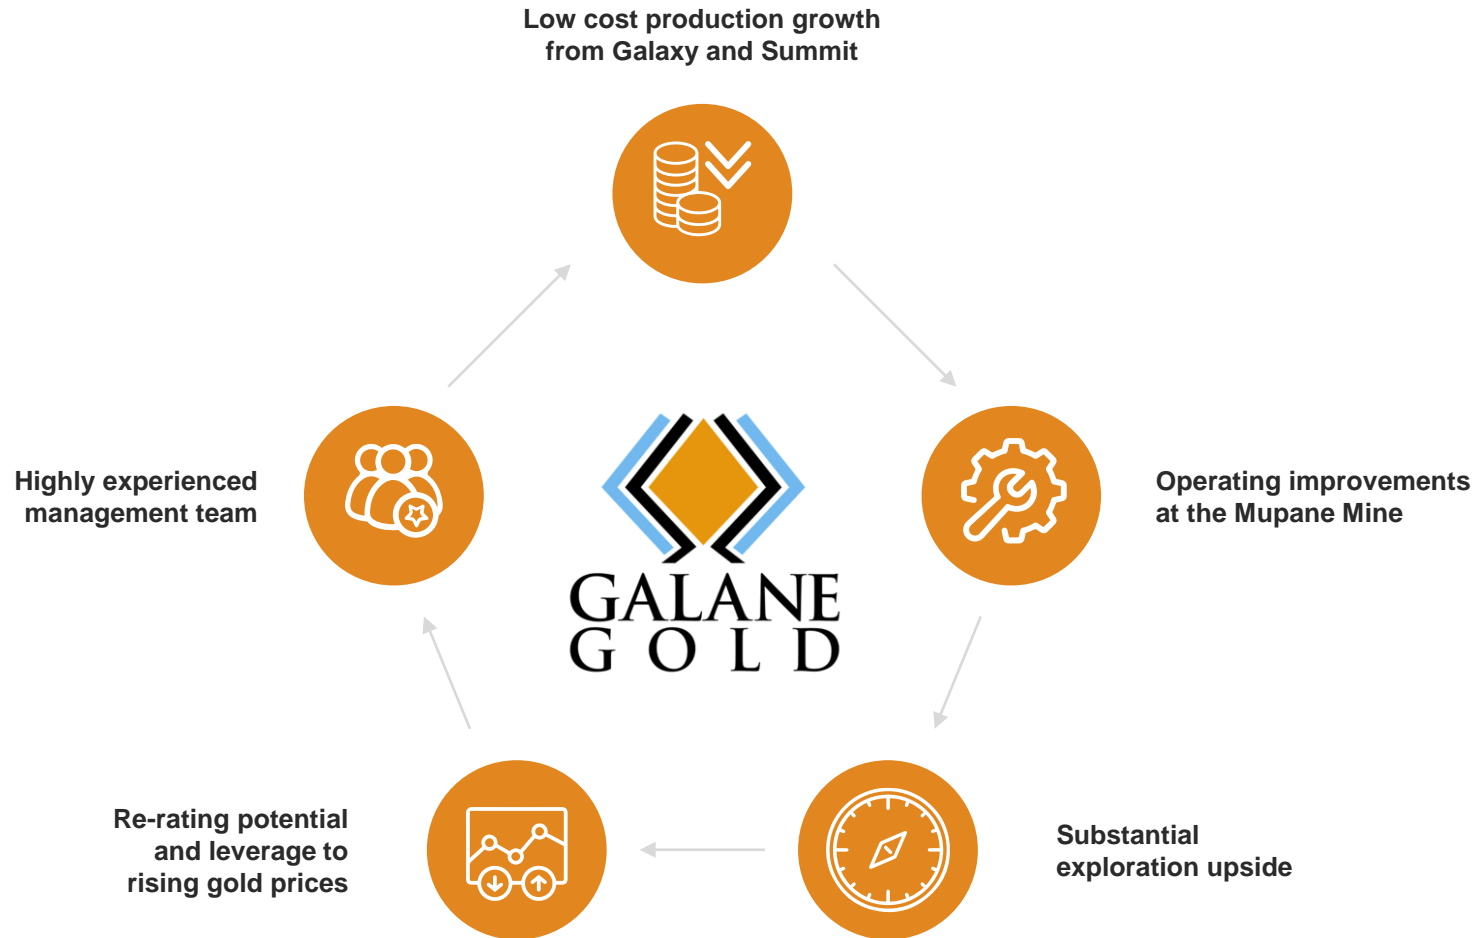 Low cost production growth
from Galaxy and Summit
Highly experienced
management team
GALANE
GOLD
Operating improvements
at the Mupane Mine
Re-rating potential
and leverage to
rising gold prices
Substantial
exploration upside